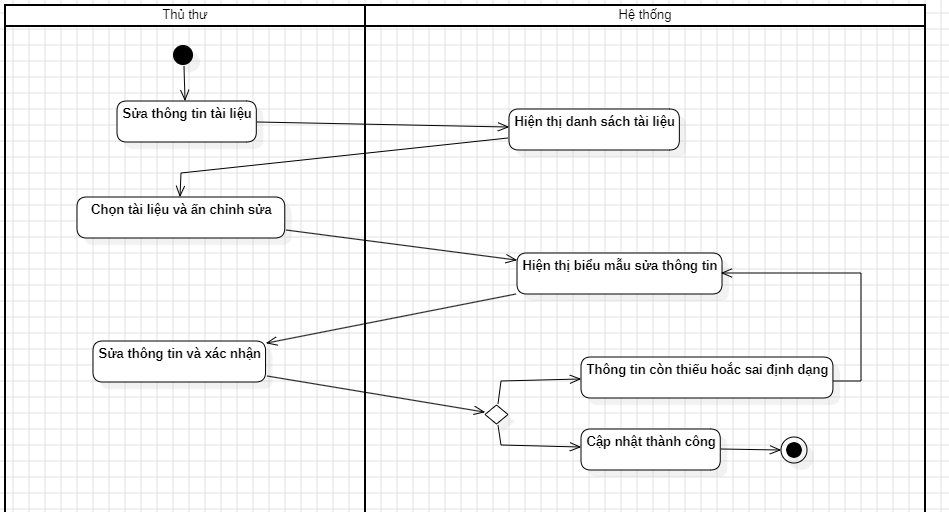 Thủ thư
Hệ thống
Sửa thông tin tài liệu
Hiện thị danh sách tài liệu
Chọn tài liệu và ấn chỉnh sửa
Hiện thị biểu mẫu sửa thông tin
Sửa thông tin và xác nhận
Thông tin còn thiếu hoắc sai định dạng
Cập nhật thành công